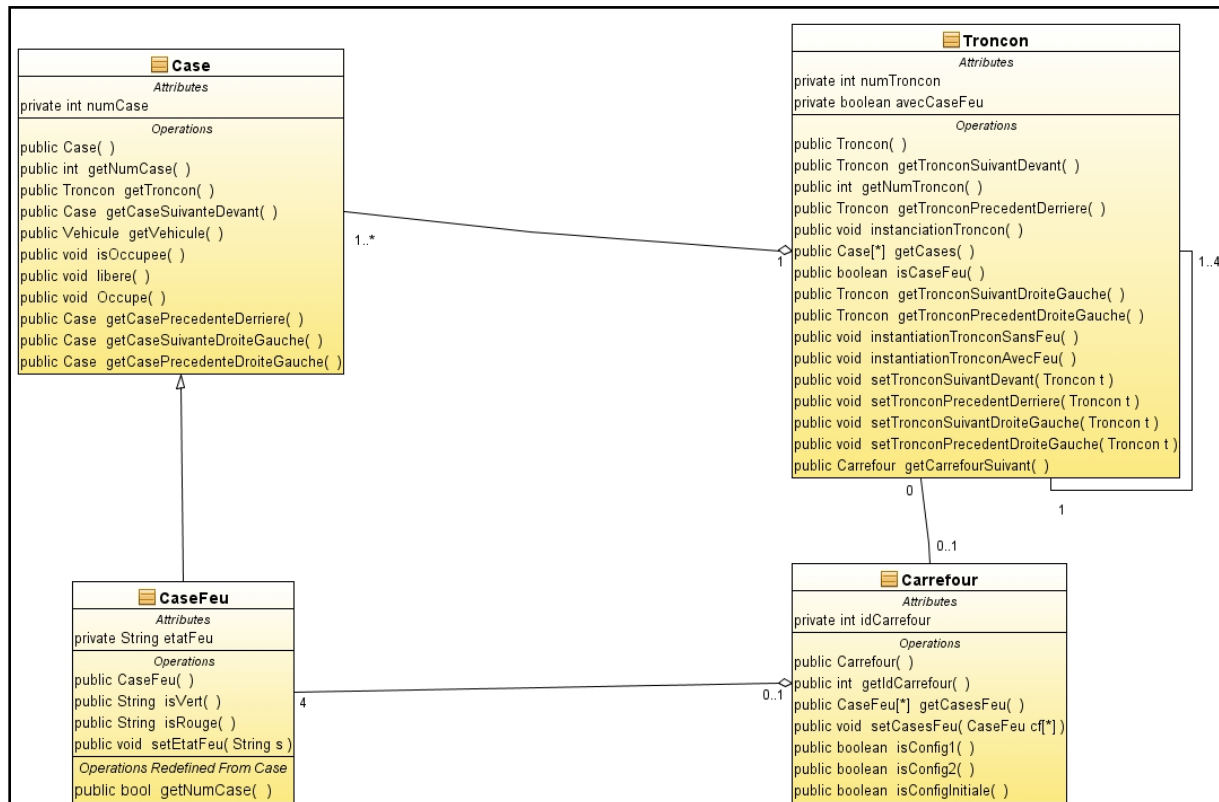 Case
Attributes
private int numCase
Operations
public Case( )
public int getNumCase( )
public Troncon getTroncon( )
public Case getCaseSuivanteDevant( )
public Vehicule getVehicule( )
public void isOccupee( )
public void libere( )
public void Occupe( )
public Case getCasePrecedenteDerriere( )
public Case getCaseSuivanteDroiteGauche( )
public Case getCasePrecedenteDroiteGauche( )
1..*
1
Troncon
Attributes
private int numTroncon
private boolean avecCaseFeu
Operations
public Troncon( )
public Troncon getTronconSuivantDevant( )
public int getNumTroncon( )
public Troncon getTronconPrecedentDerriere( )
public void instanciationTroncon( )
public Case[*] getCases( )
public boolean isCaseFeu( )
public Troncon getTronconSuivantDroiteGauche( )
public Troncon getTronconPrecedentDroiteGauche( )
public void instantiationTronconSansFeu( )
public void instantiationTronconAvecFeu( )
public void setTronconSuivantDevant( Troncon t )
public void setTronconPrecedentDerriere( Troncon t )
public void setTronconSuivantDroiteGauche( Troncon t )
public void setTronconPrecedentDroiteGauche( Troncon t )
public Carrefour getCarrefourSuivant( )
1..4
1
0
0..1
CaseFeu
Attributes
private String etatFeu
Operations
public CaseFeu( )
public String isVert( )
public String isRouge( )
public void setEtatFeu( String s )
Operations Redefined From Case
public bool getNumCase( )
4
0..1
Carrefour
Attributes
private int idCarrefour
Operations
public Carrefour( )
public int getIdCarrefour( )
public CaseFeu[*] getCasesFeu( )
public void setCasesFeu( CaseFeu cf[*] )
public boolean isConfig1( )
public boolean isConfig2( )
public boolean isConfigInitiale( )